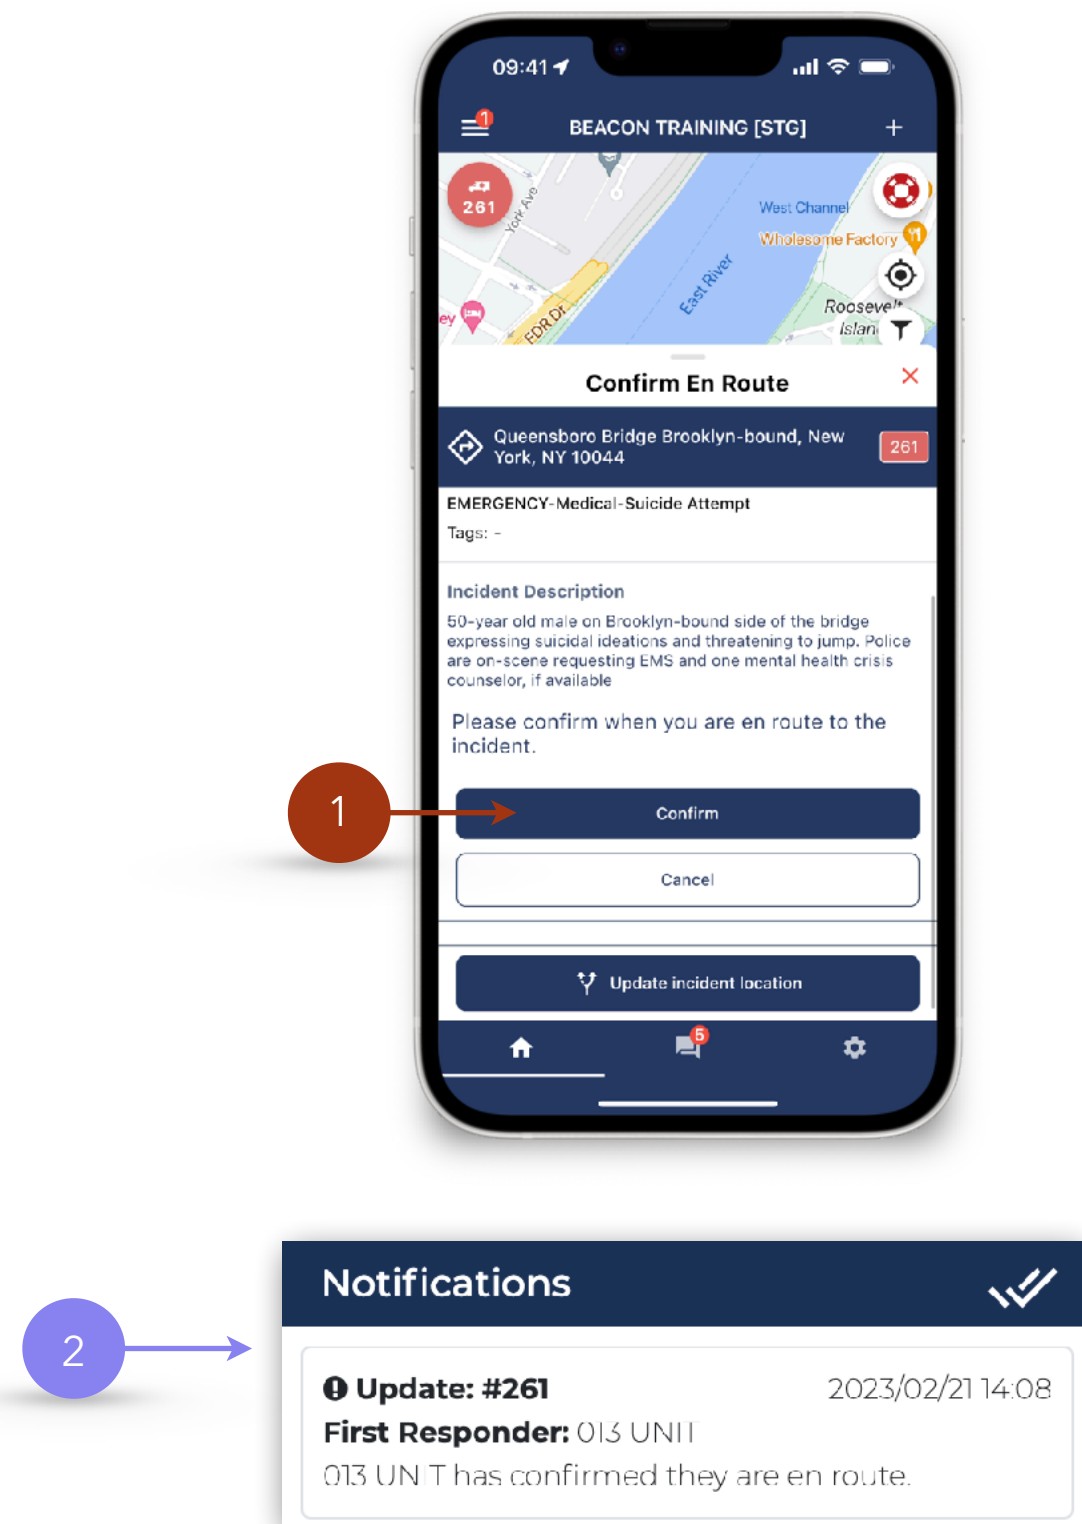 09:41
1
BEACON TRAINING [STG]
261
York Ave
West Channel
Wholesome Factory
East River
Roosevelt
Islan
ey
FDR Dr
Confirm En Route
Queensboro Bridge Brooklyn-bound, New
York, NY 10044
261
EMERGENCY-Medical-Suicide Attempt
Tags: -
Incident Description
50-year old male on Brooklyn-bound side of the bridge
expressing suicidal ideations and threatening to jump. Police
are on-scene requesting EMS and one mental health crisis
counselor, if available
Please confirm when you are en route to the
incident.
1
Confirm
Cancel
Update incident location
5
Notifications
2
Update: #261 2023/02/21 14:08
First Responder: 013 UNIT
013 UNIT has confirmed they are en route.